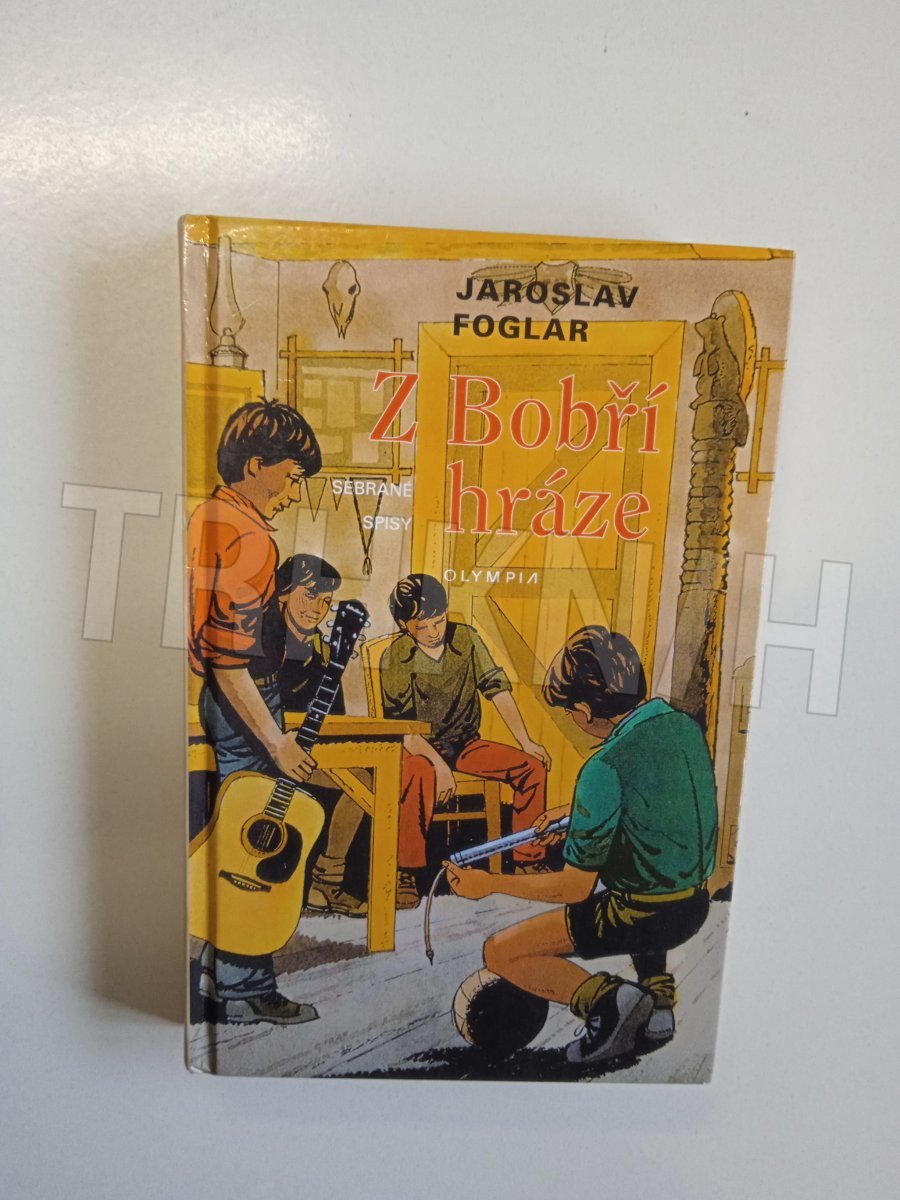 JAROSLAV
FOGLAR
Z Bobří
hráze
SEBRANÉ
SPISY
OLYMPIA